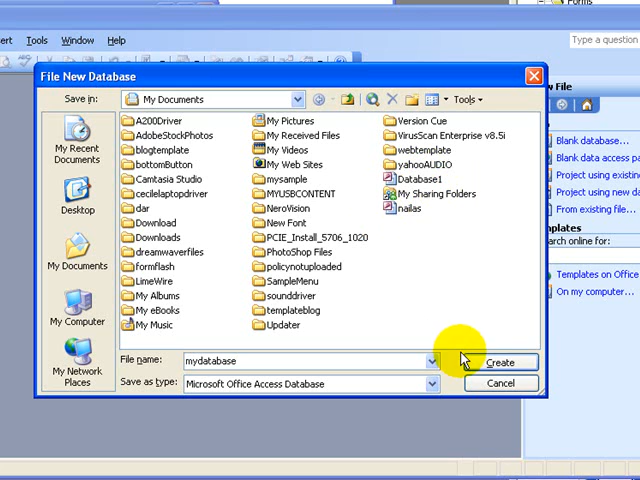 Forms
ert Tools Window Help
Type a question
File New Database
Save in: My Documents Tools
My Recent Documents
Desktop
My Documents
My Computer
My Network Places
A200Driver
AdobeStockPhotos
blogtemplate
bottomButton
Camtasia Studio
cecilelaptopdriver
dar
Download
Downloads
dreamwaverfiles
formflash
LimeWire
My Albums
My eBooks
My Music
My Pictures
My Received Files
My Videos
My Web Sites
mysample
MYUSBCONTENT
NeroVision
New Font
PCIE_Install_5706_1020
PhotoShop Files
policynotuploaded
SampleMenu
sounddriver
templateblog
Updater
Version Cue
VirusScan Enterprise v8.5i
webtemplate
yahooAUDIO
Database1
My Sharing Folders
nailas
File name: mydatabase Create
Save as type: Microsoft Office Access Database Cancel
w File
Blank database...
Blank data access pa
Project using existing
Project using new da
From existing file...
mplates
arch online for:
Templates on Office
On my computer...